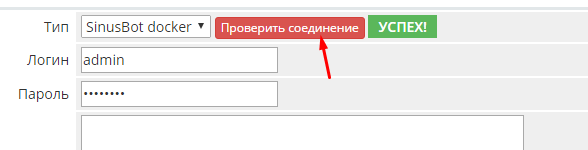 Тип SinusBot docker Проверить соединение УСПЕХ!
Логин admin
Пароль ••••••••